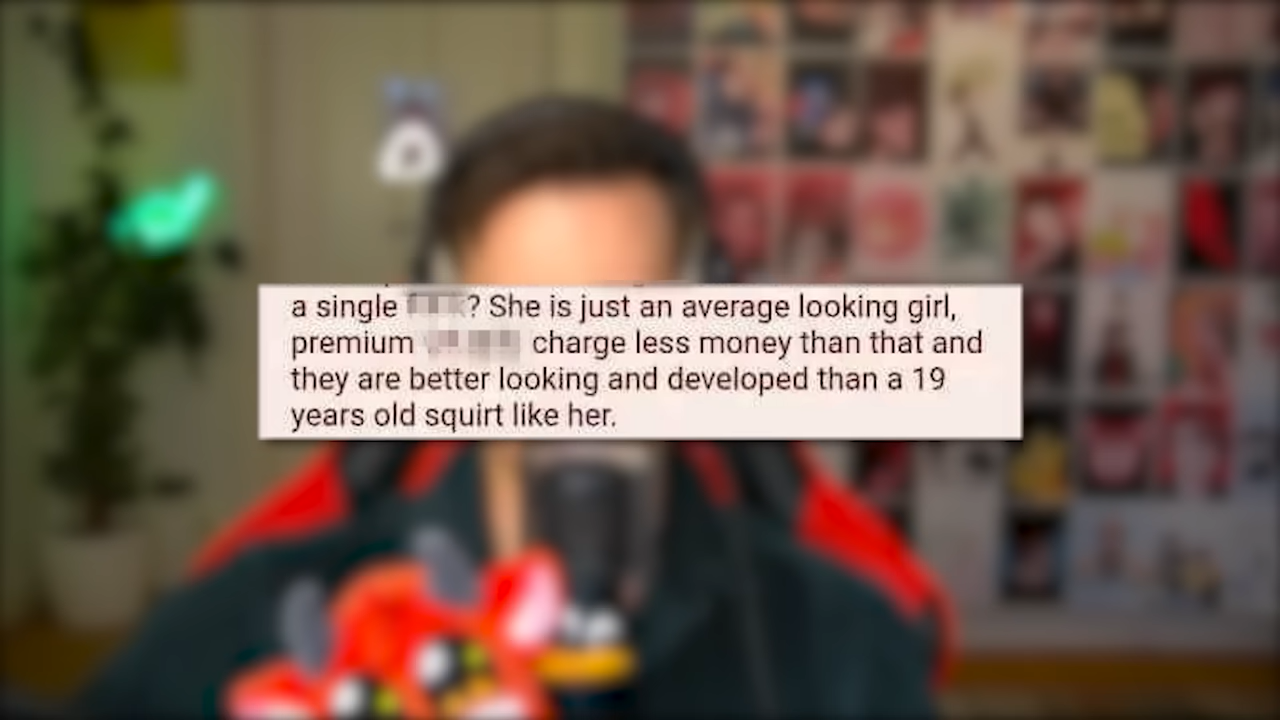 a single ? She is just an average looking girl,
premium charge less money than that and
they are better looking and developed than a 19
years old squirt like her.